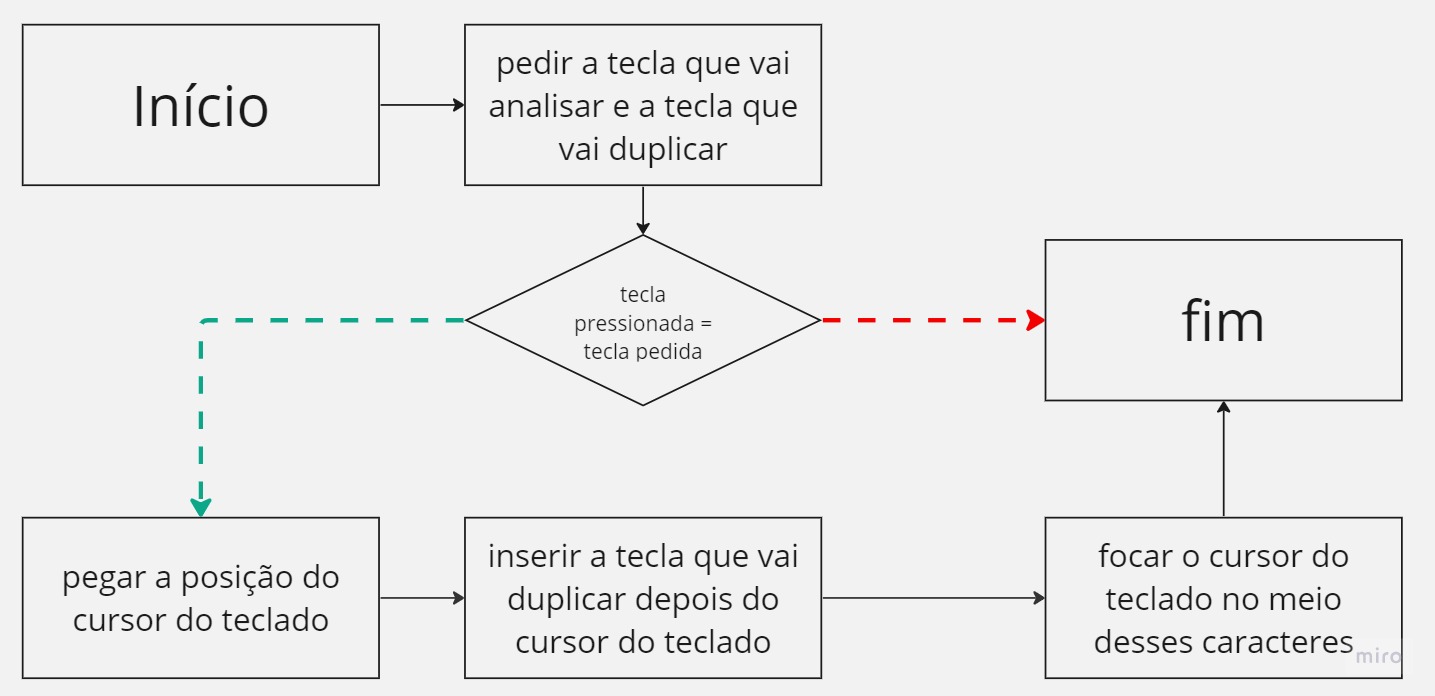 Início
pedir a tecla que vai
analisar e a tecla que
vai duplicar
tecla
pressionada =
tecla pedida
fim
pegar a posição do
cursor do teclado
inserir a tecla que vai
duplicar depois do
cursor do teclado
focar o cursor do
teclado no meio
desses caracteres
miro